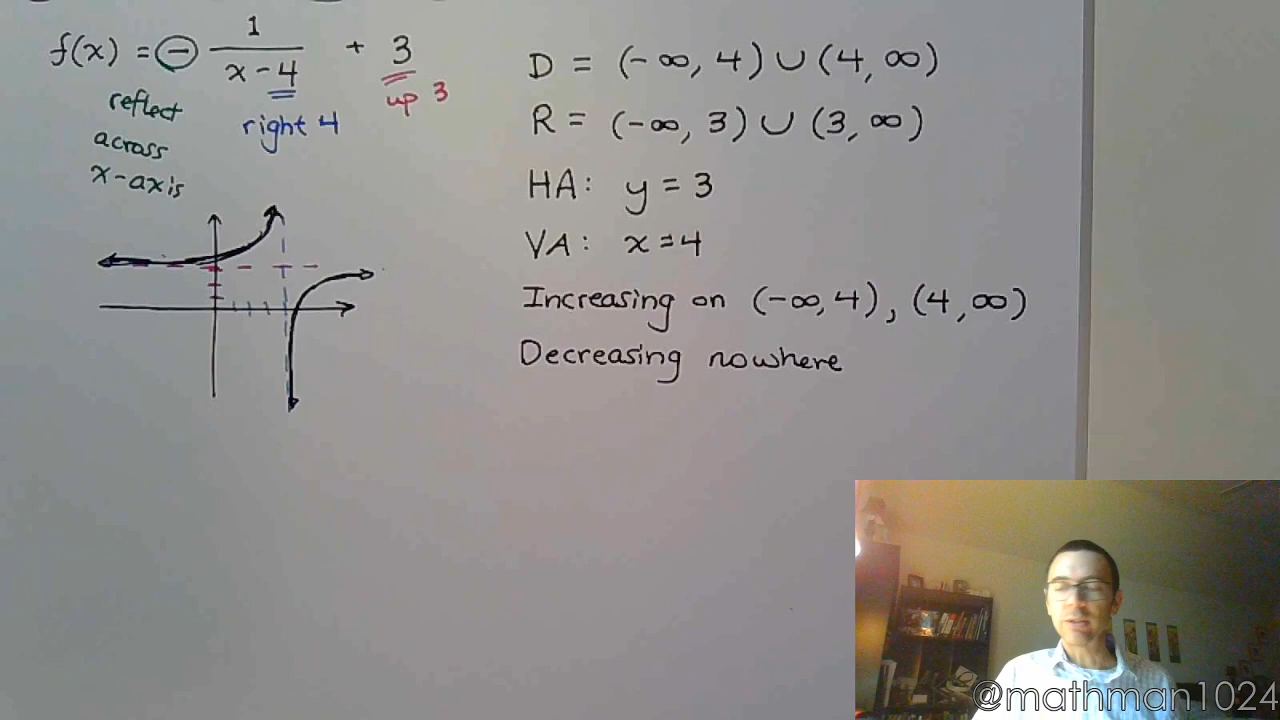 f(x) = - 1/(x-4) + 3
reflect
across
x-axis
right 4
up 3
D = (-∞, 4) ∪ (4, ∞)
R = (-∞, 3) ∪ (3, ∞)
HA: y = 3
VA: x = 4
Increasing on (-∞, 4), (4, ∞)
Decreasing nowhere
@mathman1024